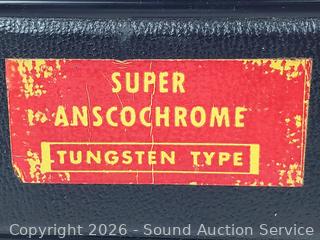 SUPER
ANSCOCHROME
TUNGSTEN TYPE
Copyright 2026 - Sound Auction Service